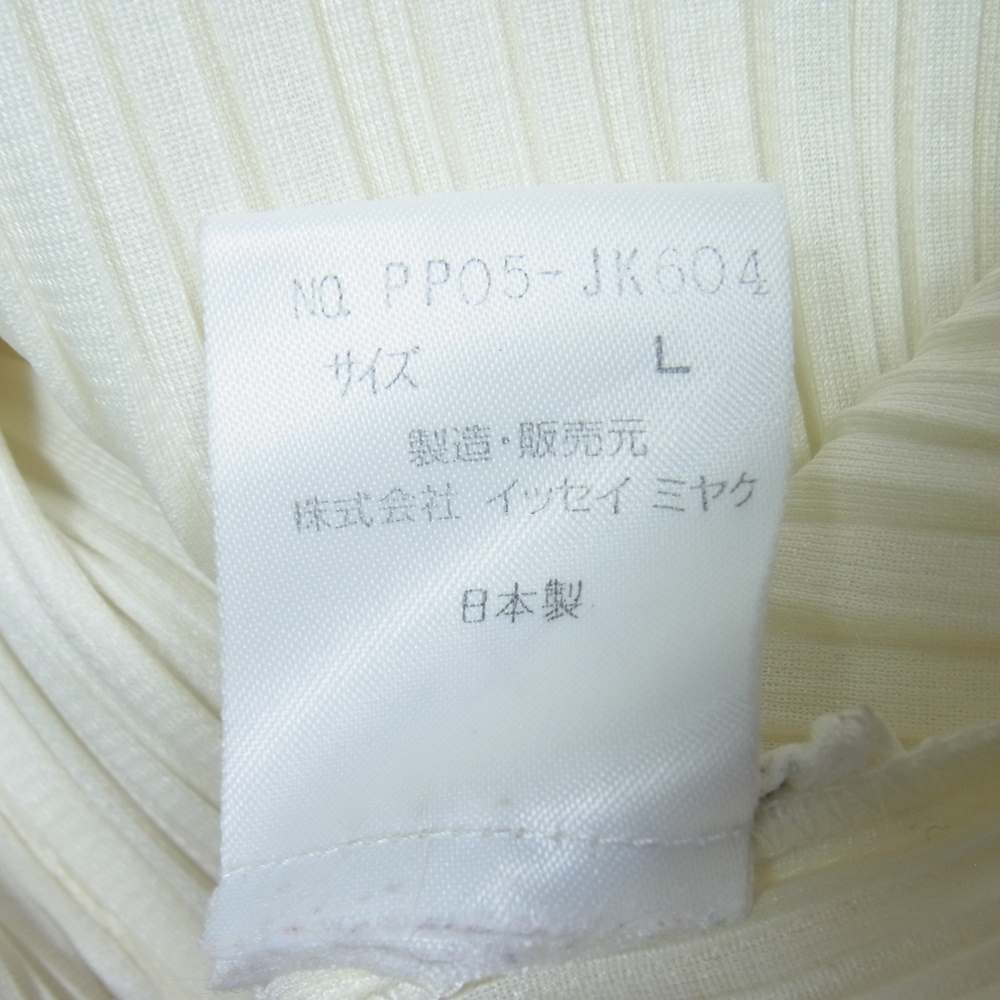 NO. PP05-JK604
サイズ L
製造・販売元
株式会社 イッセイ ミヤケ
日本製